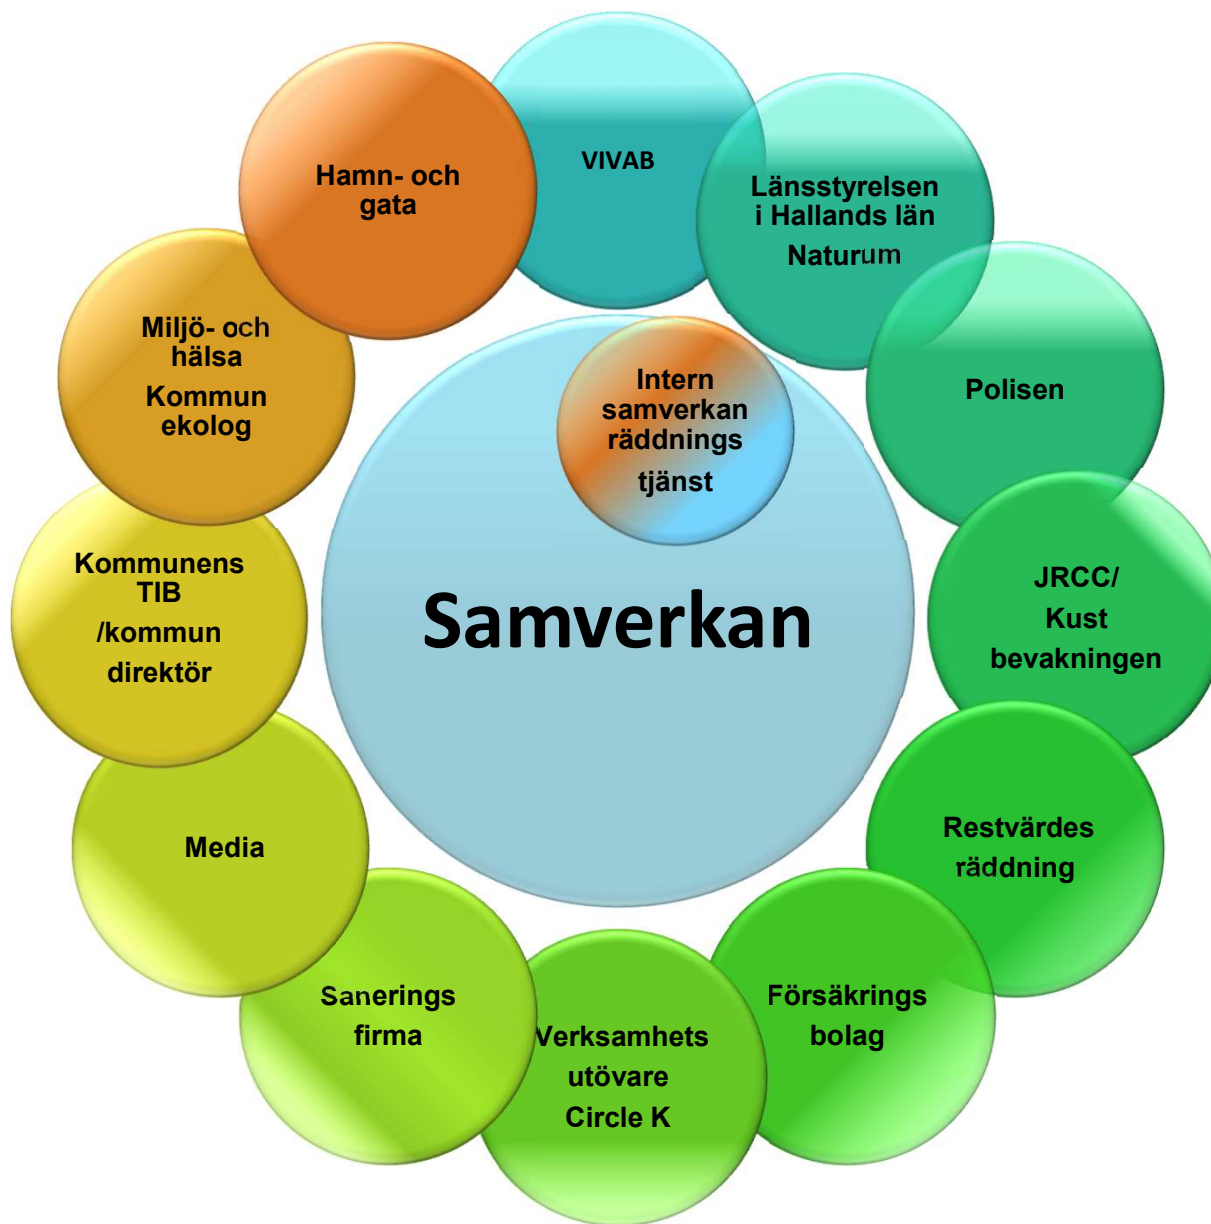 VIVAB
Länsstyrelsen
i Hallands län
Naturum
Polisen
JRCC/
Kust
bevakningen
Restvärdes
räddning
Försäkrings
bolag
Verksamhets
utövare
Circle K
Sanerings
firma
Media
Kommunens
TIB
/kommun
direktör
Miljö- och
hälsa
Kommun
ekolog
Hamn- och
gata
Intern
samverkan
räddnings
tjänst
Samverkan